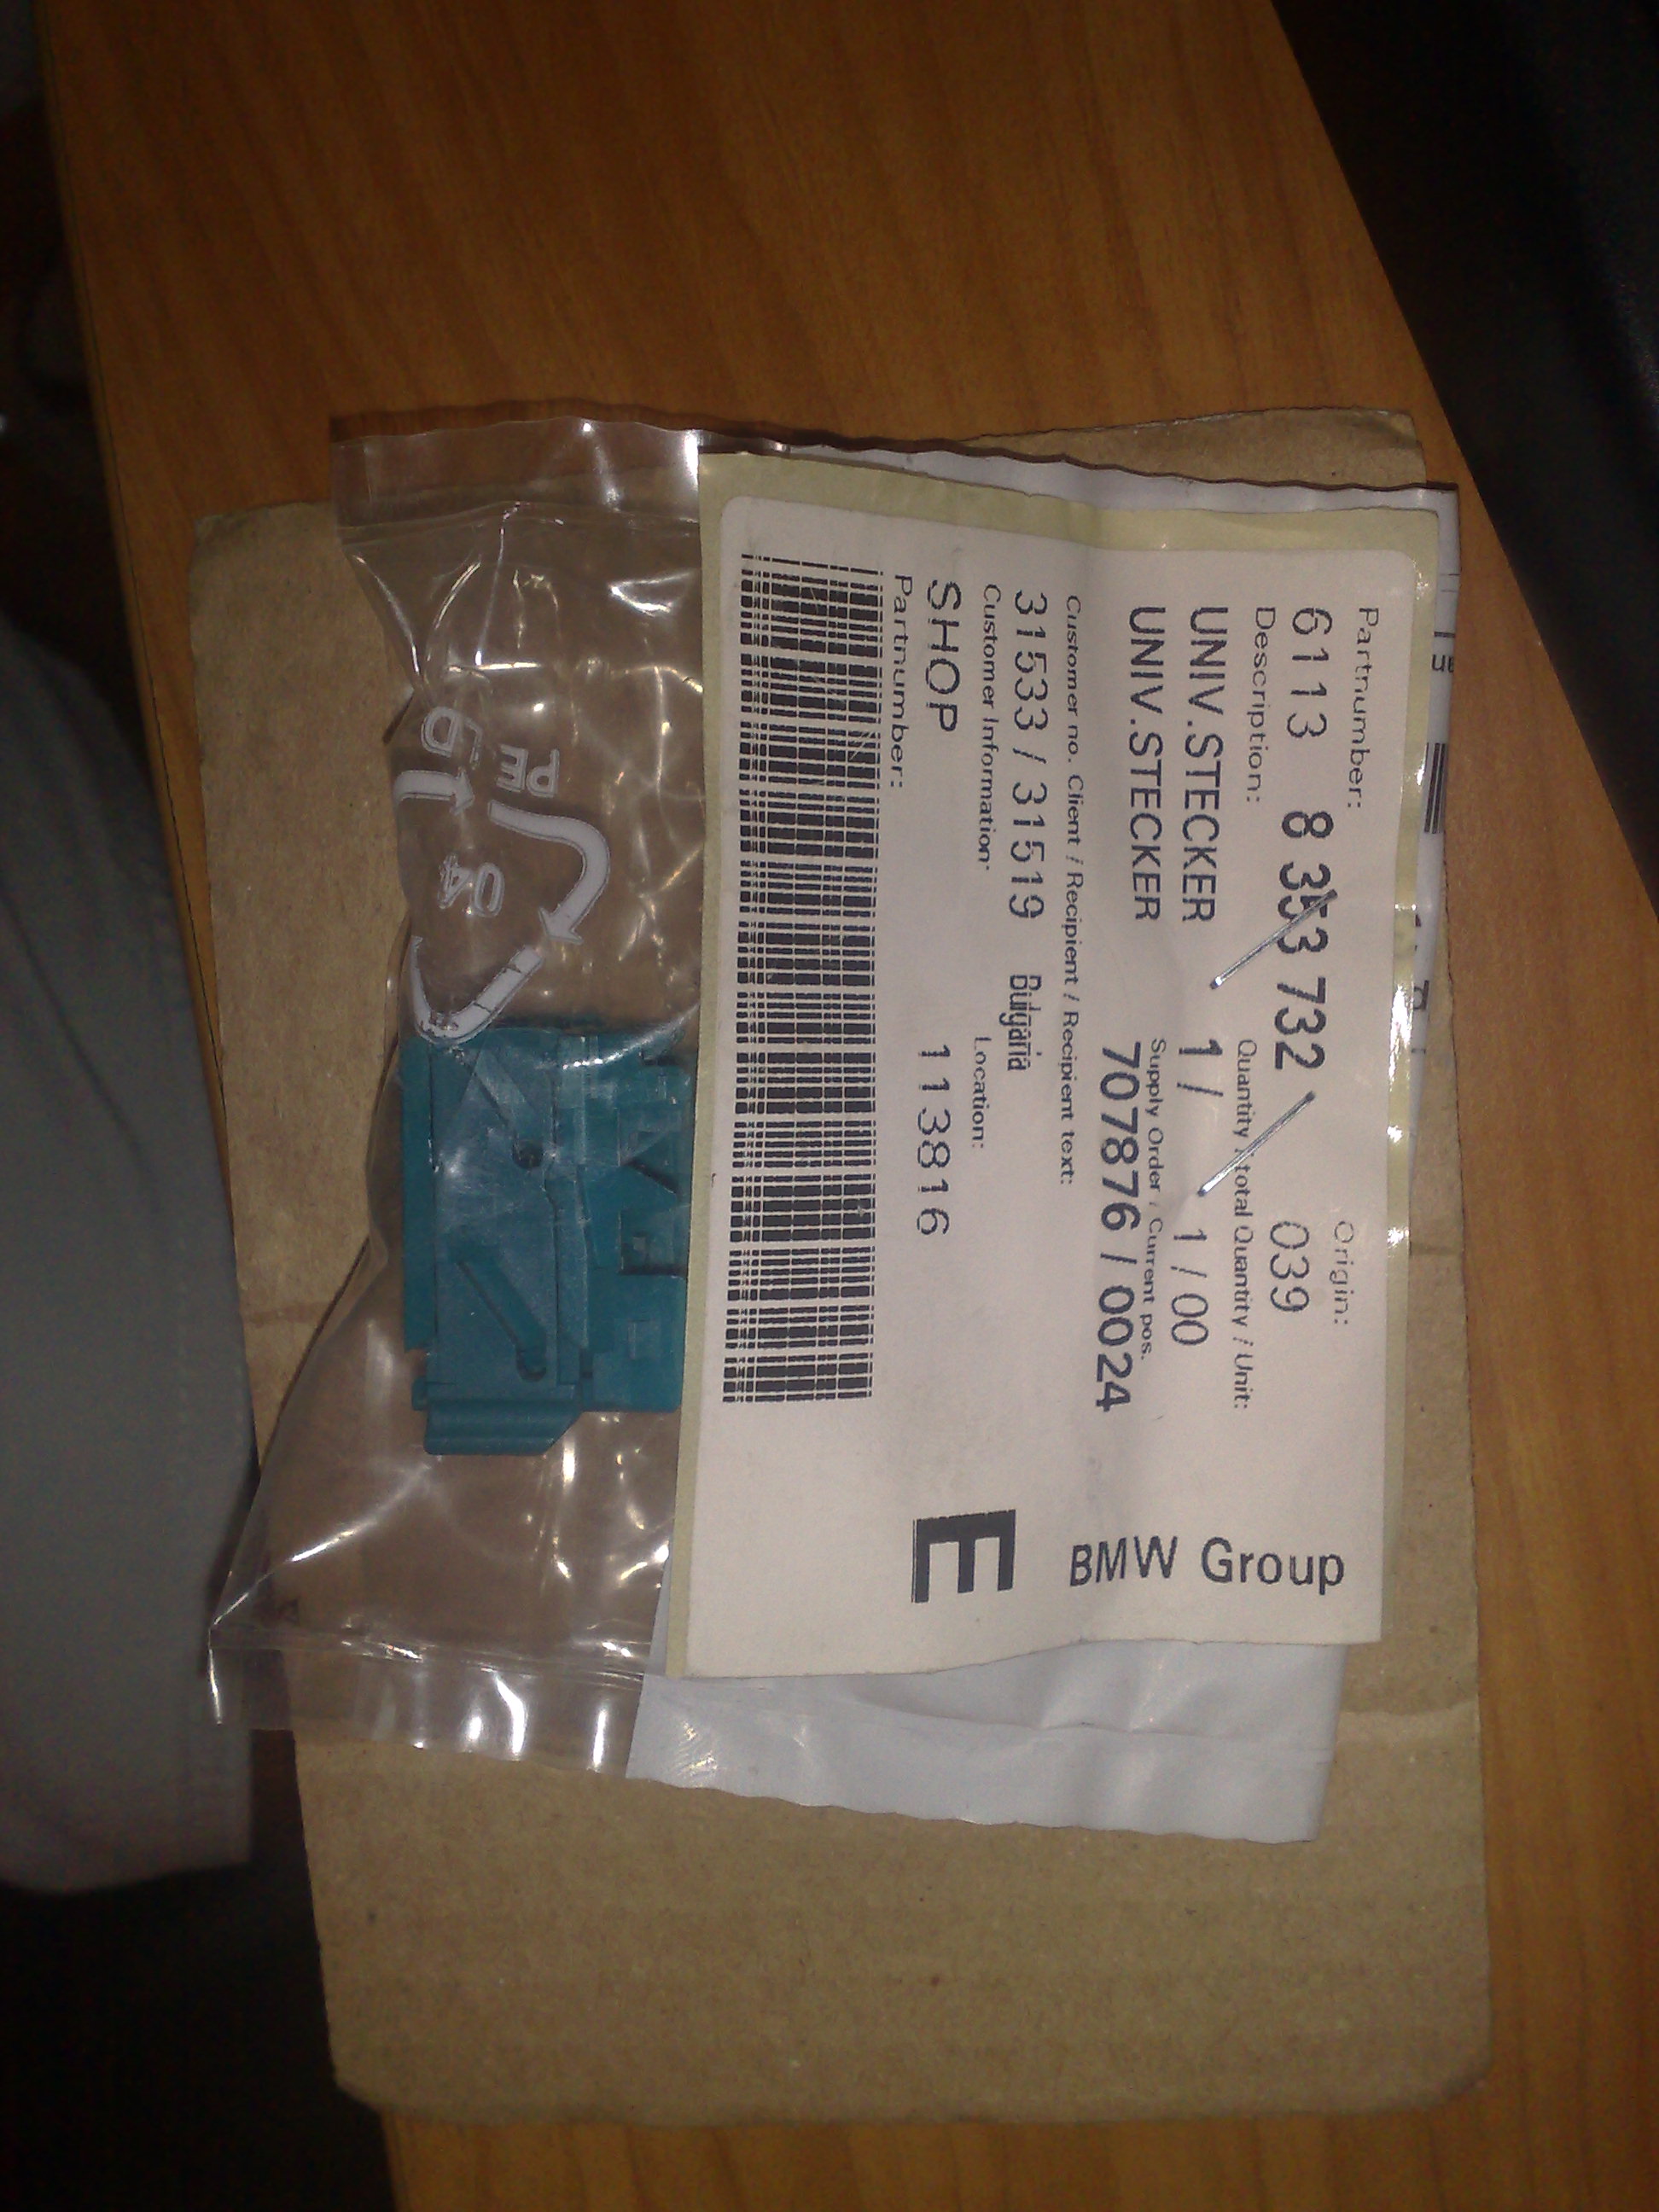 Partnumber:
Origin:
6113 8 353 732
039
Description:
Quantity / total Quantity / Unit:
UNIV.STECKER
1 / 1 / 00
UNIV.STECKER
Supply Order / Current pos.
707876 / 0024
Customer no. Client / Recipient / Recipient text:
31533 / 31519 Bulgaria
Customer Information:
Location:
SHOP
113816
Partnumber:
BMW Group
E
PE
04